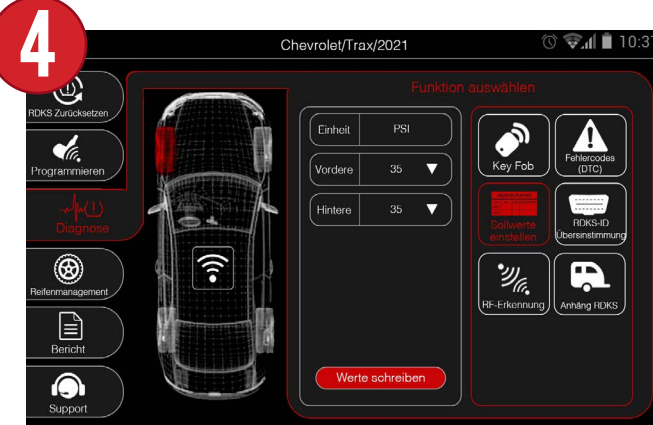 4
Chevrolet/Trax/2021
10:37
RDKS Zurücksetzen
Programmieren
Diagnose
Reifenmanagement
Bericht
Support
Funktion auswählen
Einheit PSI
Vordere 35
Hintere 35
Werte schreiben
Key Fob
Fehlercodes
(DTC)
Sollwerte
einstellen
RDKS-ID
Übersinstimmung
RF-Erkennung
Anhäng RDKS